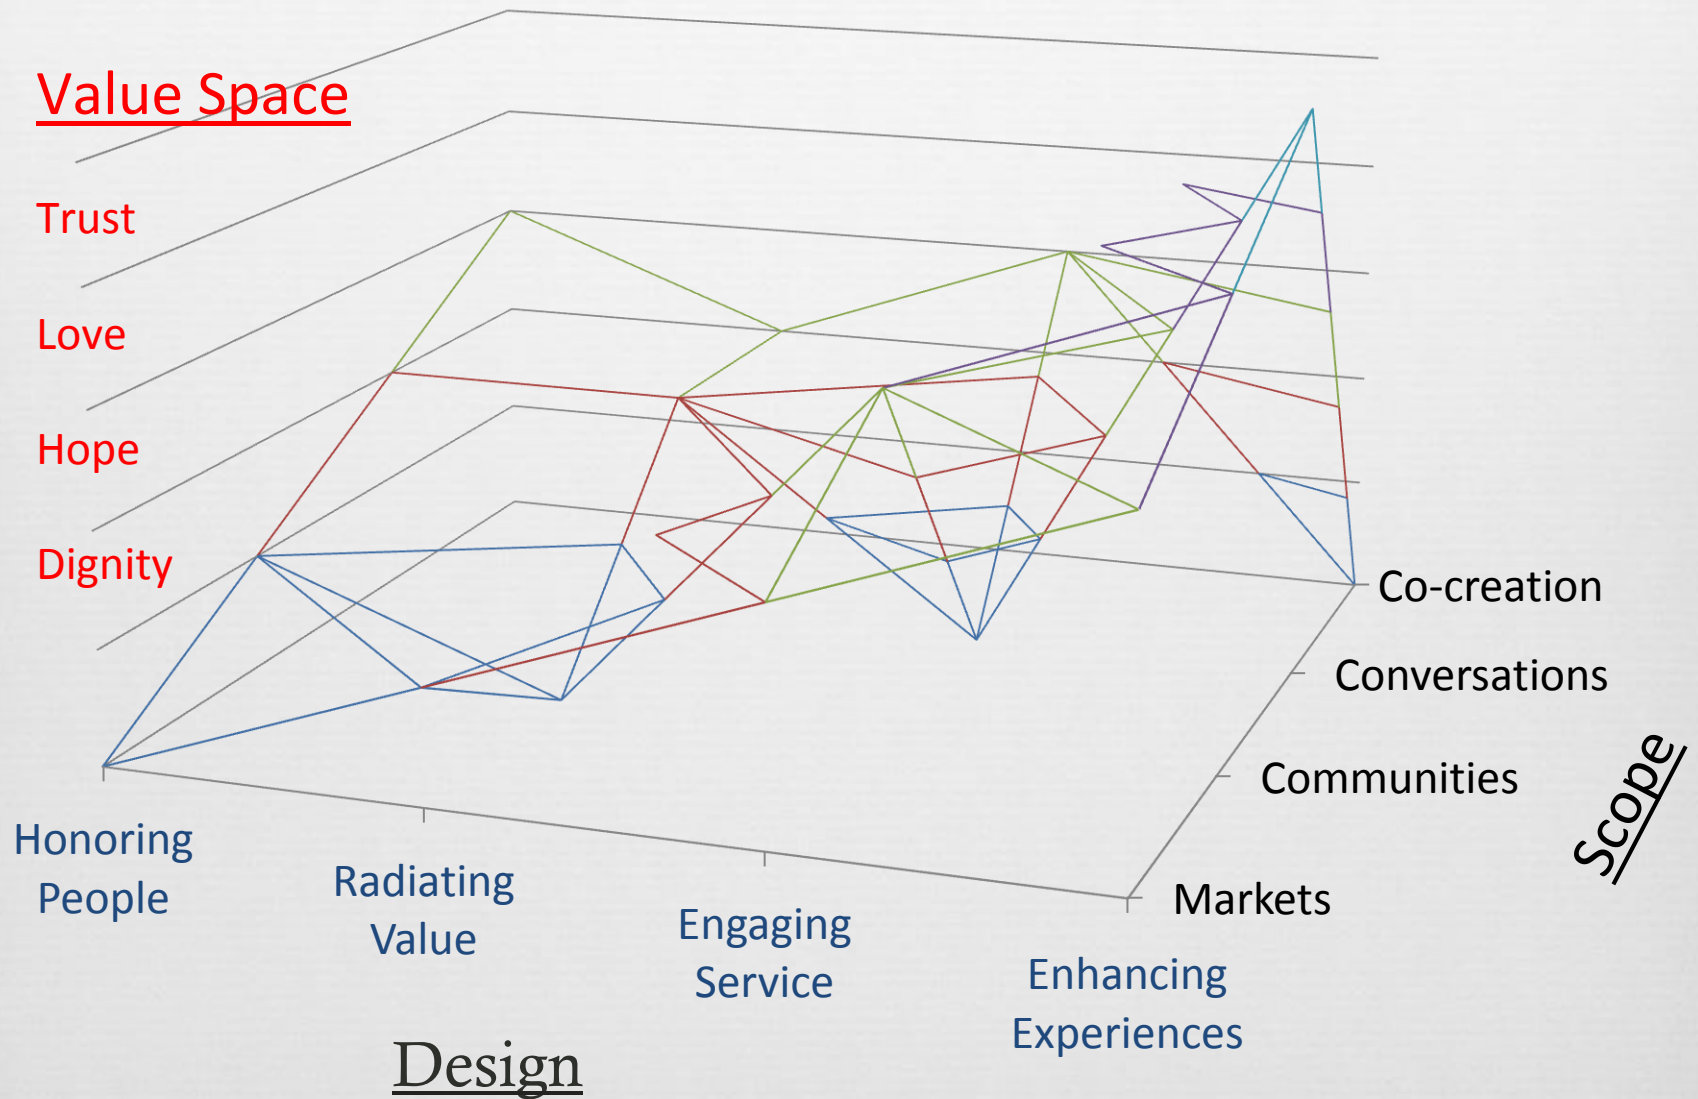 Value Space
Trust
Love
Hope
Dignity
Co-creation
Conversations
Communities
Markets
Scope
Honoring
People
Radiating
Value
Engaging
Service
Enhancing
Experiences
Design